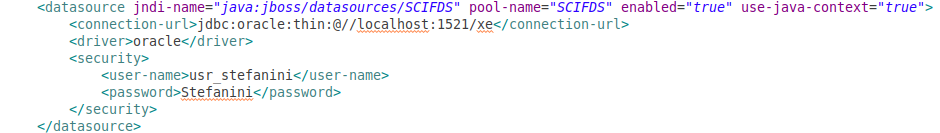 <datasource jndi-name="java:jboss/datasources/SCIFDS" pool-name="SCIFDS" enabled="true" use-java-context="true">
<connection-url>jdbc:oracle:thin:@//localhost:1521/xe</connection-url>
<driver>oracle</driver>
<security>
<user-name>usr_stefanini</user-name>
<password>Stefanini</password>
</security>
</datasource>